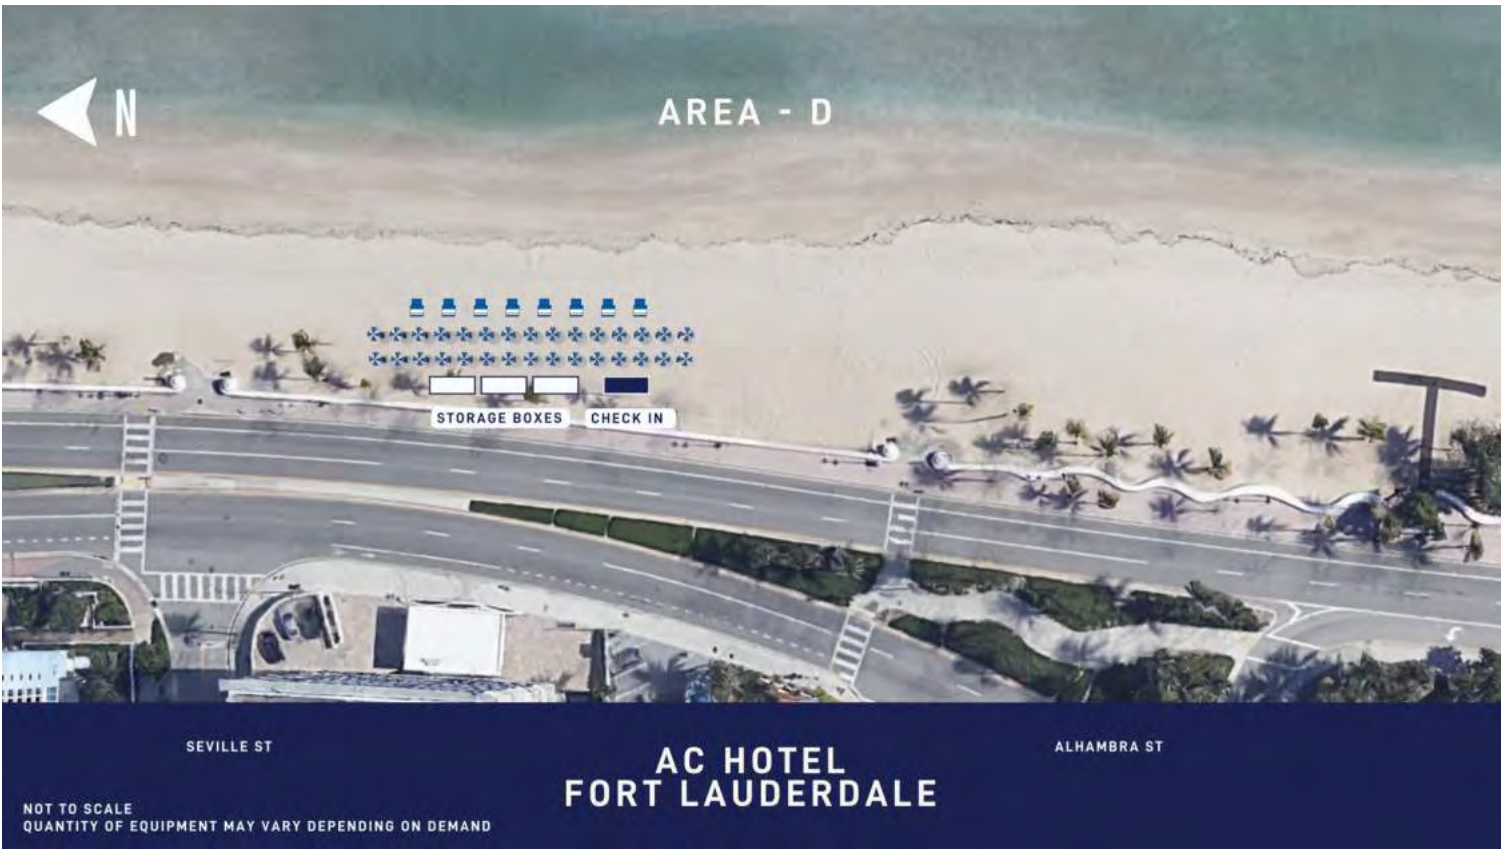 N
AREA - D
STORAGE BOXES
CHECK IN
SEVILLE ST
AC HOTEL
FORT LAUDERDALE
ALHAMBRA ST
NOT TO SCALE
QUANTITY OF EQUIPMENT MAY VARY DEPENDING ON DEMAND